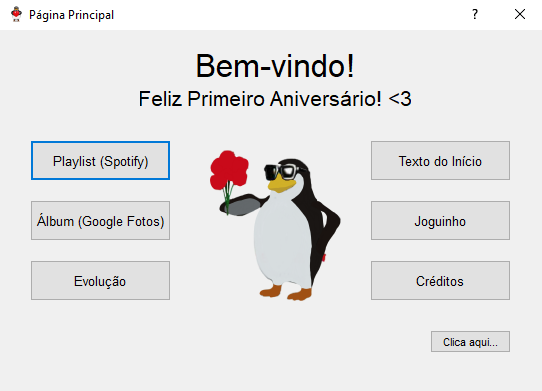 Página Principal
?
Bem-vindo!
Feliz Primeiro Aniversário! <3
Playlist (Spotify)
Texto do Início
Álbum (Google Fotos)
Joguinho
Evolução
Créditos
Clica aqui...